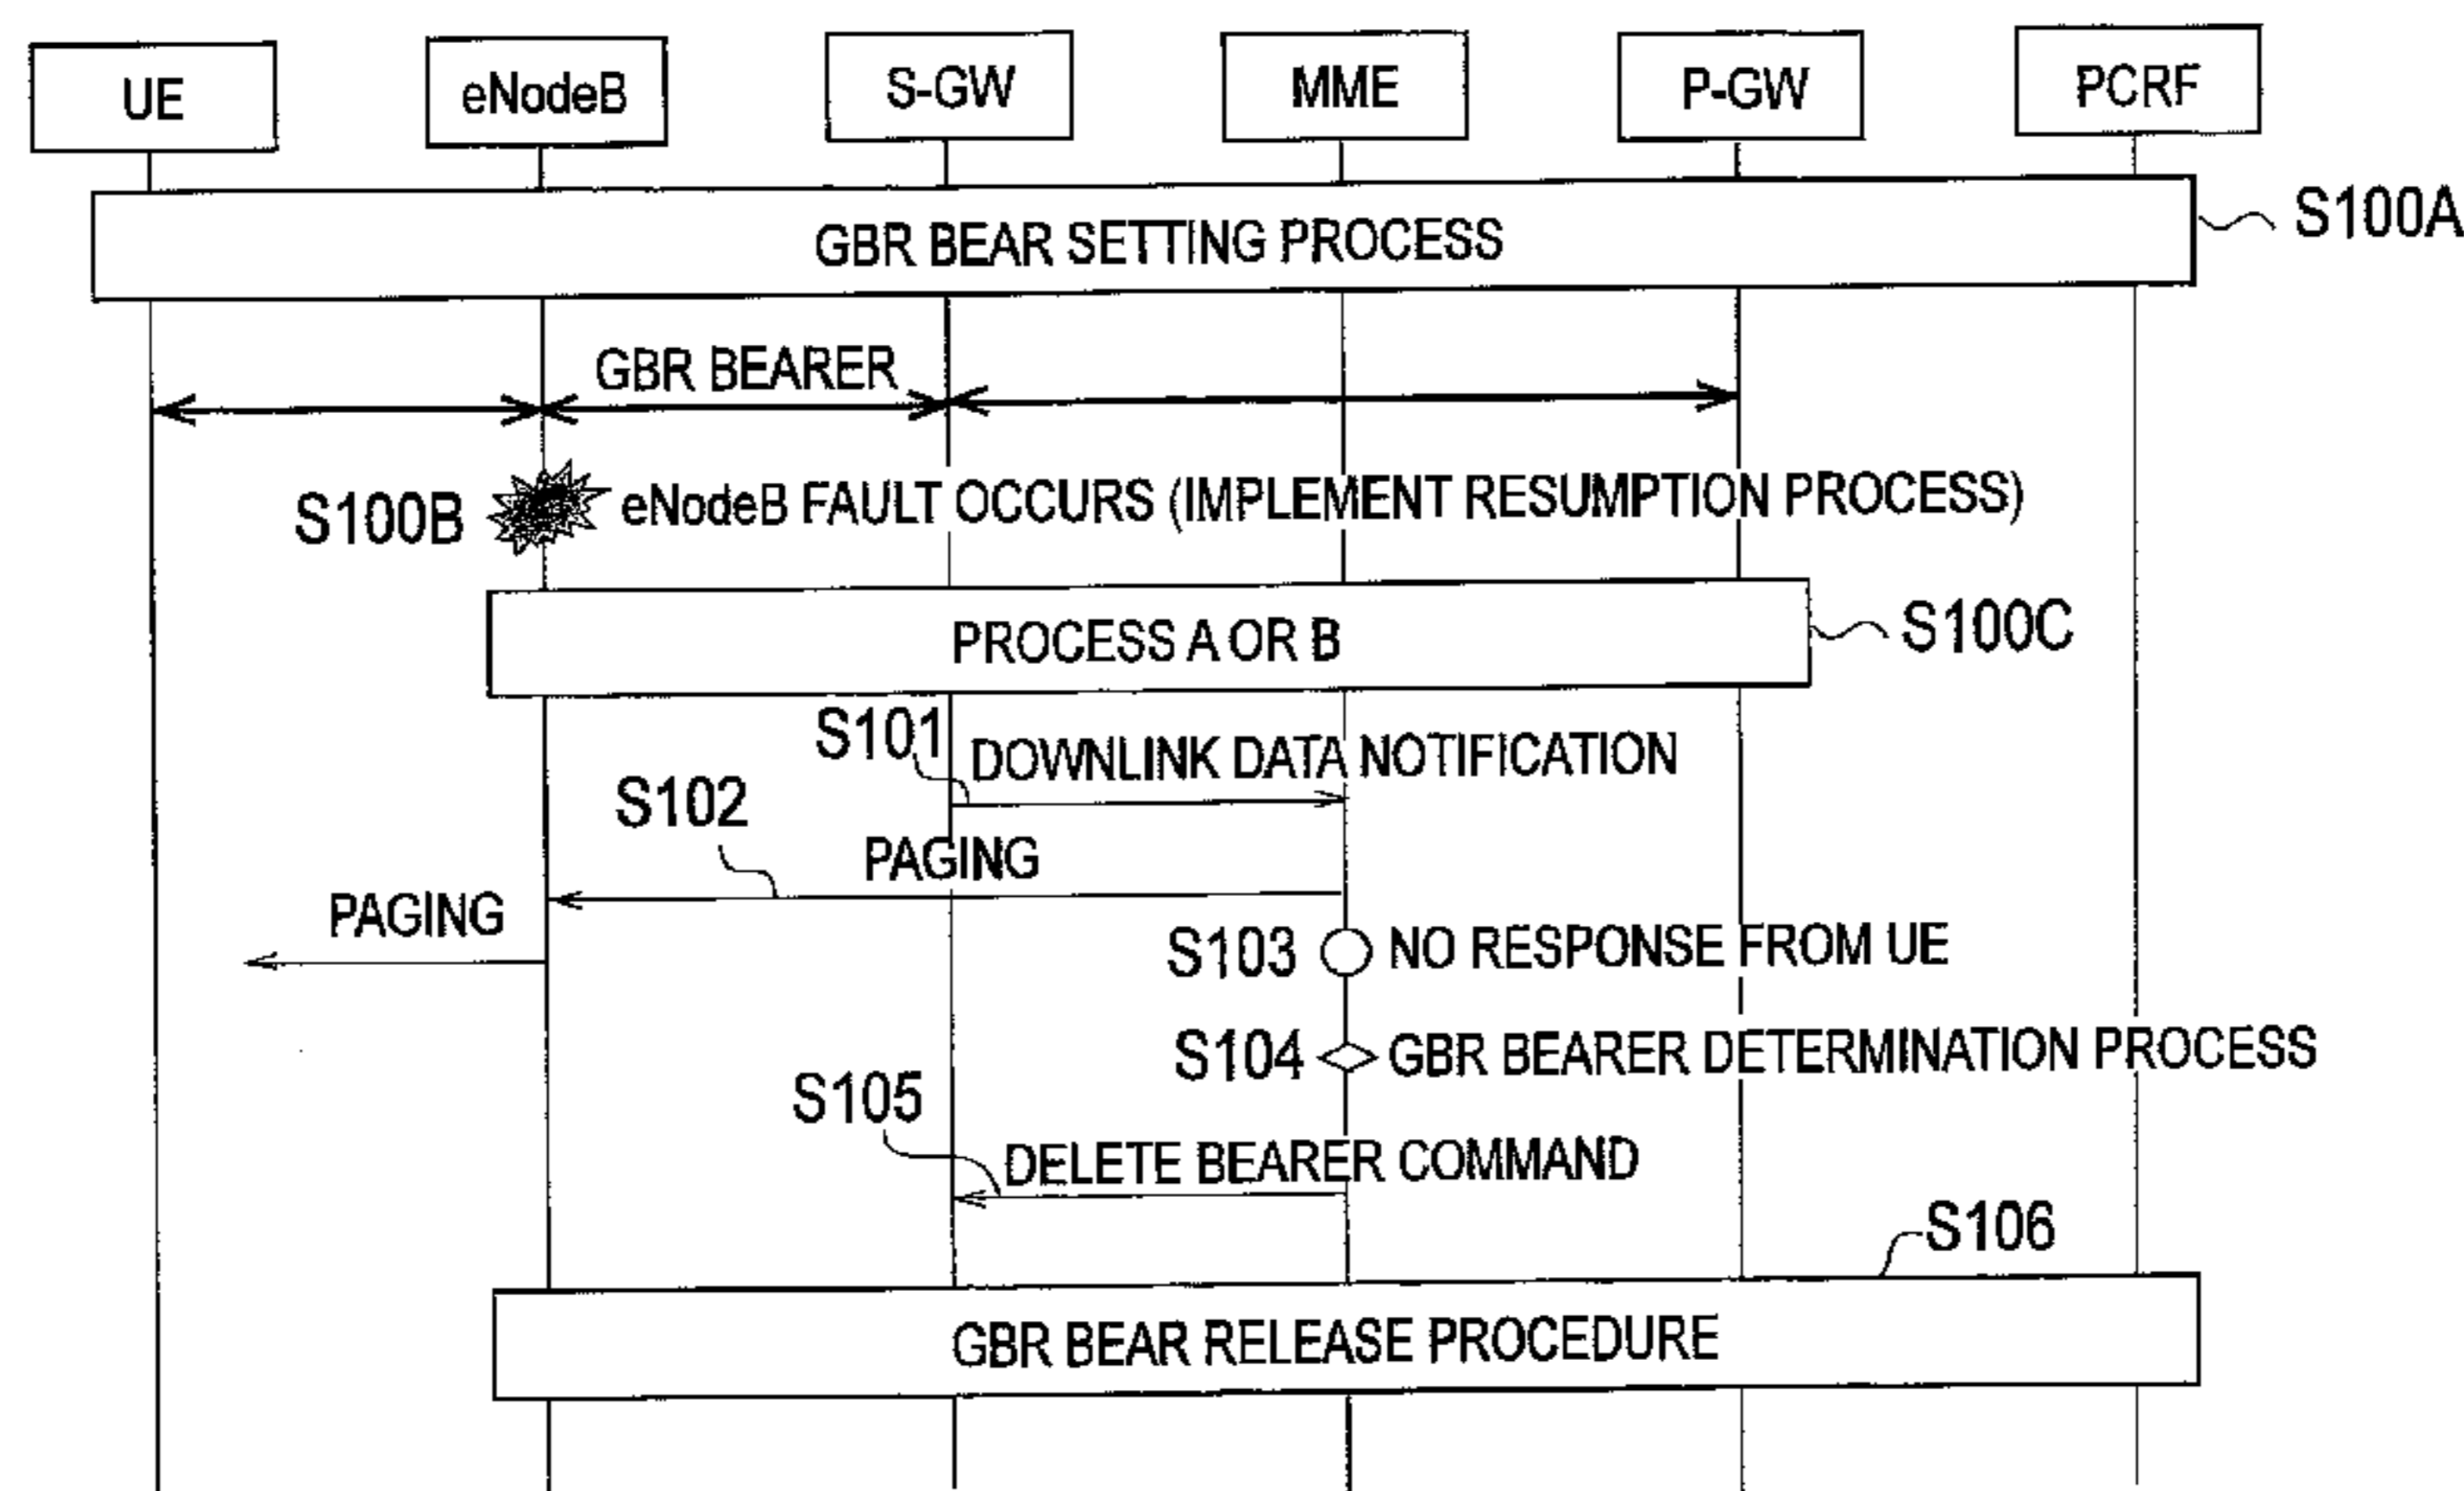 UE
eNodeB
S-GW
MME
P-GW
PCRF
GBR BEAR SETTING PROCESS
S100A
GBR BEARER
S100B
eNodeB FAULT OCCURS (IMPLEMENT RESUMPTION PROCESS)
PROCESS A OR B
S100C
S101
DOWNLINK DATA NOTIFICATION
S102
PAGING
PAGING
S103
NO RESPONSE FROM UE
S104
GBR BEARER DETERMINATION PROCESS
S105
DELETE BEARER COMMAND
S106
GBR BEAR RELEASE PROCEDURE